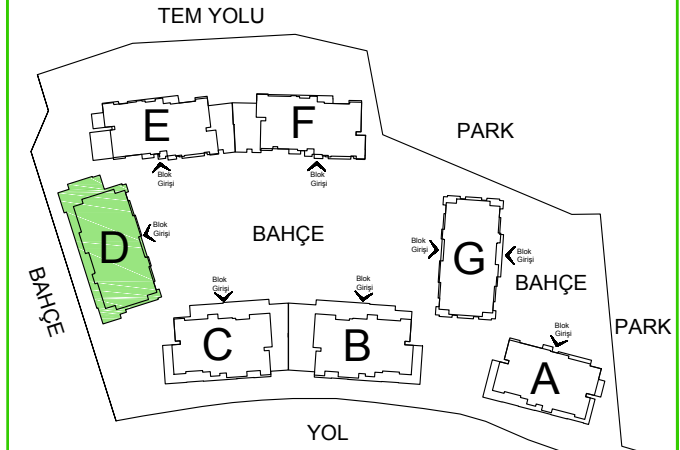 TEM YOLU
E
F
PARK
Blok
Girişi
Blok
Girişi
D
Blok
Girişi
BAHÇE
Blok
Girişi
G
Blok
Girişi
BAHÇE
BAHÇE
Blok
Girişi
Blok
Girişi
C
B
Blok
Girişi
PARK
A
YOL